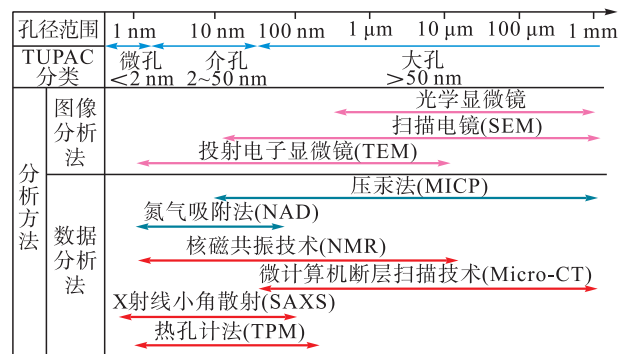 孔径范围 1 nm 10 nm 100 nm 1 μm 10 μm 100 μm 1 mm
TUPAC 微孔 介孔 大孔
分类 <2 nm 2~50 nm >50 nm
分析方法
图像分析法
光学显微镜
扫描电镜(SEM)
投射电子显微镜(TEM)
数据分析法
压汞法(MICP)
氮气吸附法(NAD)
核磁共振技术(NMR)
微计算机断层扫描技术(Micro-CT)
X射线小角散射(SAXS)
热孔计法(TPM)